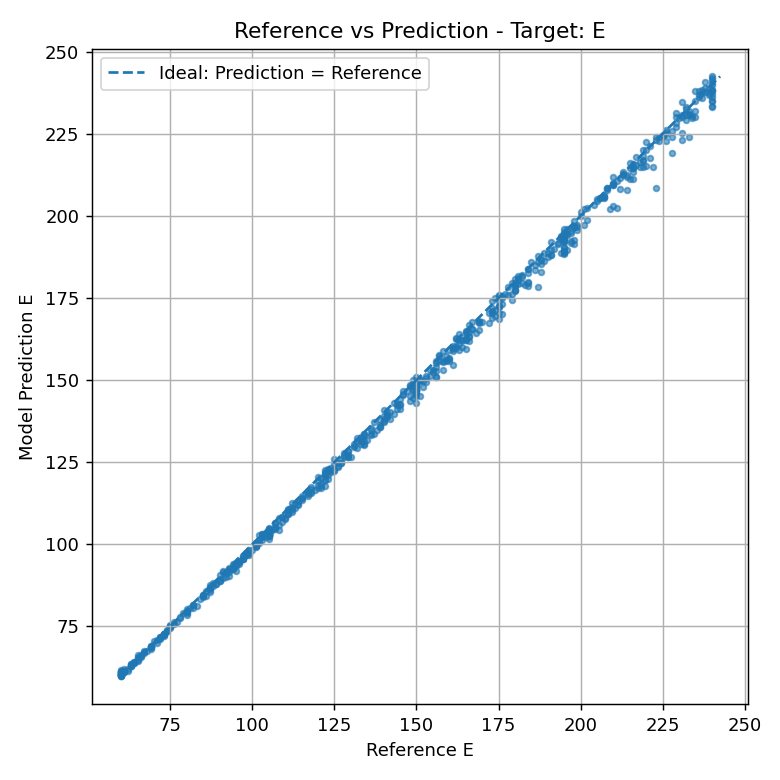 Reference vs Prediction - Target: E
Ideal: Prediction = Reference
Model Prediction E
250
225
200
175
150
125
100
75
75 100 125 150 175 200 225 250
Reference E